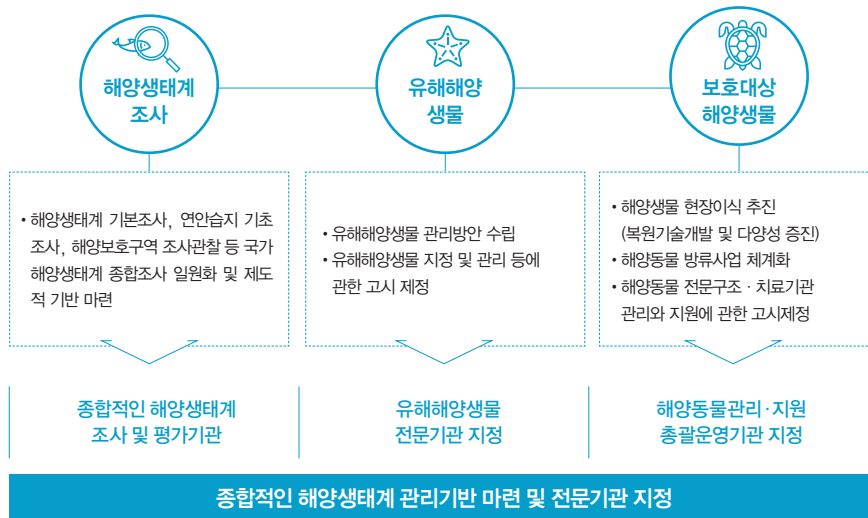 해양생태계
조사
유해해양
생물
보호대상
해양생물
• 해양생태계 기본조사, 연안습지 기초
조사, 해양보호구역 조사관찰 등 국가
해양생태계 종합조사 일원화 및 제도
적 기반 마련
• 유해해양생물 관리방안 수립
• 유해해양생물 지정 및 관리 등에
관한 고시 제정
• 해양생물 현장이식 추진
(복원기술개발 및 다양성 증진)
• 해양동물 방류사업 체계화
• 해양동물 전문구조 · 치료기관
관리와 지원에 관한 고시제정
종합적인 해양생태계
조사 및 평가기관
유해해양생물
전문기관 지정
해양동물관리·지원
총괄운영기관 지정
종합적인 해양생태계 관리기반 마련 및 전문기관 지정